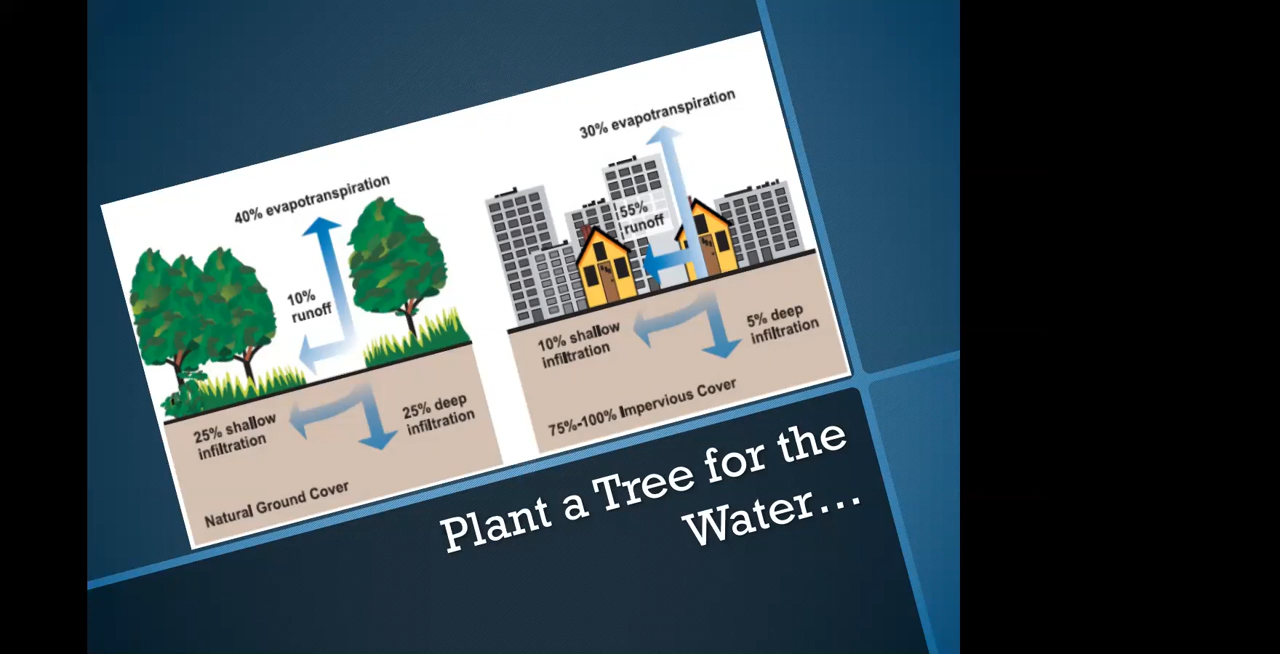 40% evapotranspiration
10%
runoff
25% shallow
infiltration
25% deep
infiltration
Natural Ground Cover
30% evapotranspiration
55%
runoff
10% shallow
infiltration
5% deep
infiltration
75%-100% Impervious Cover
Plant a Tree for the
Water…